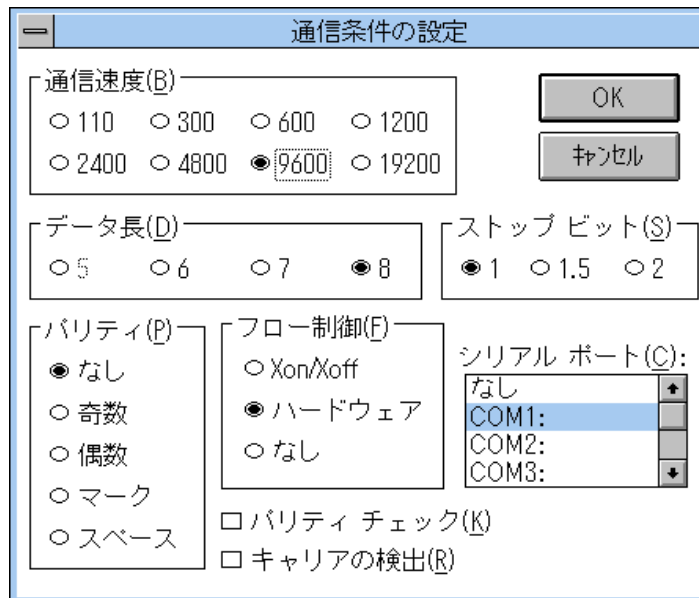 通信条件の設定
通信速度(B)
110 300 600 1200
2400 4800 9600 19200
OK
キャンセル
データ長(D)
5 6 7 8
ストップ ビット(S)
1 1.5 2
パリティ(P)
なし
奇数
偶数
マーク
スペース
フロー制御(F)
Xon/Xoff
ハードウェア
なし
シリアル ポート(C):
なし
COM1:
COM2:
COM3:
パリティ チェック(K)
キャリアの検出(R)